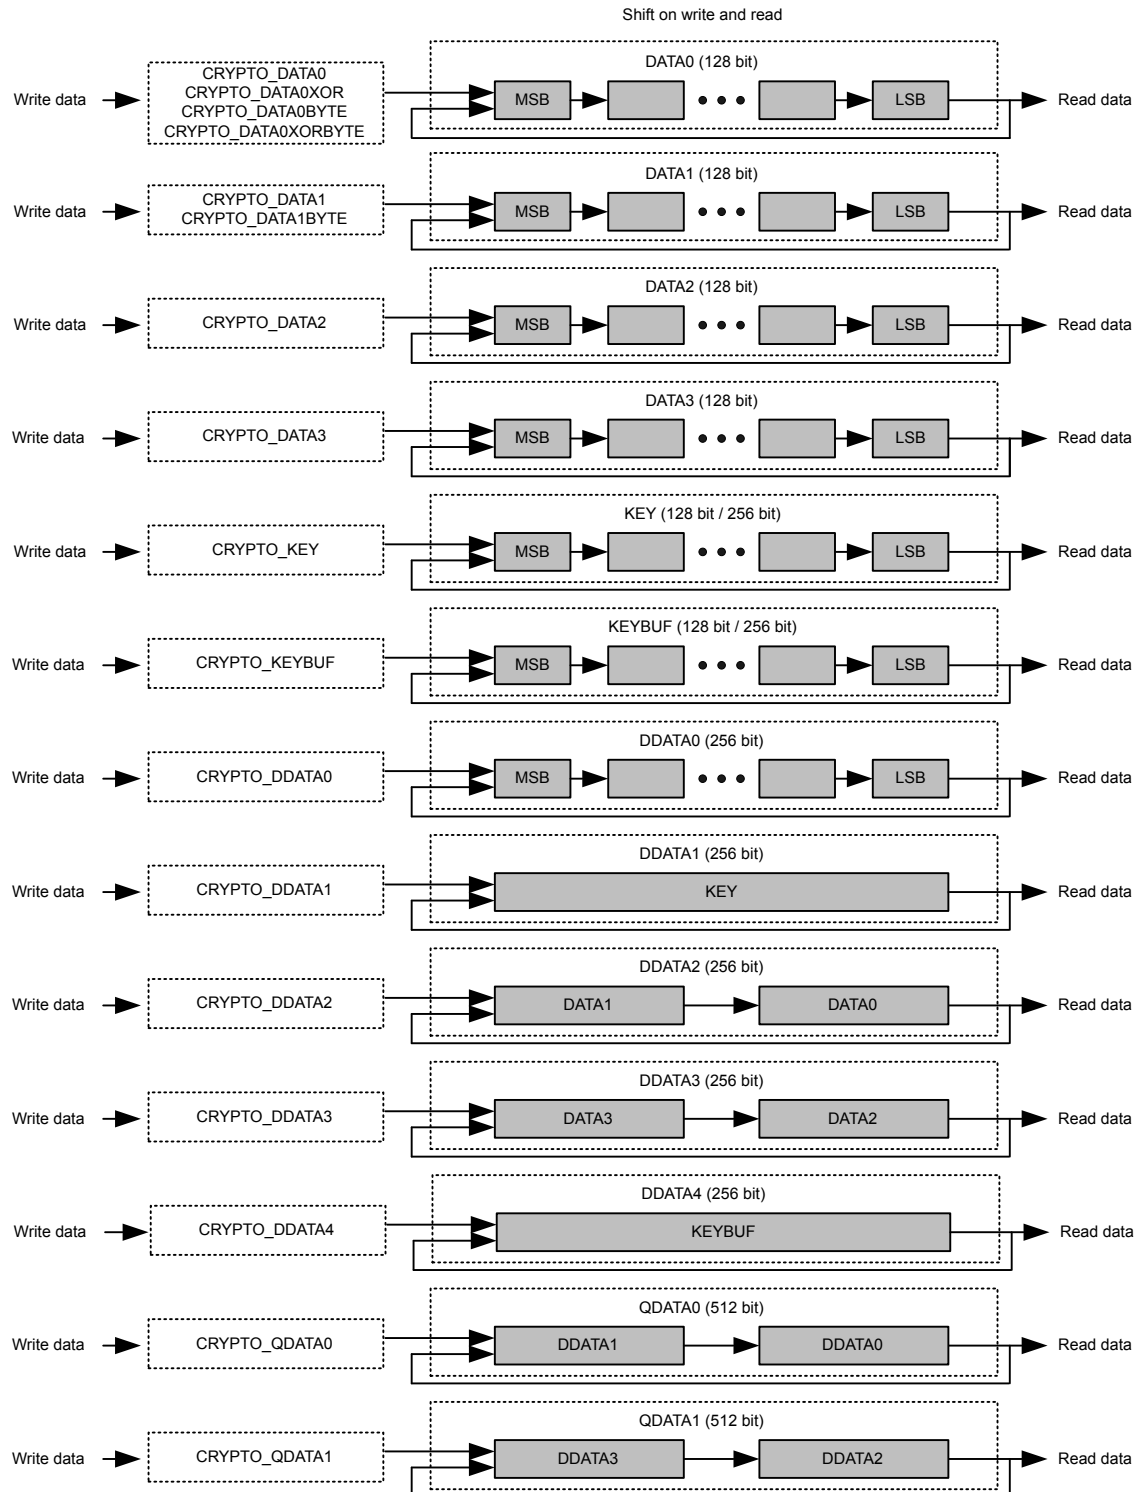 Shift on write and read
DATA0 (128 bit)
Write data
CRYPTO_DATA0
CRYPTO_DATA0XOR
CRYPTO_DATA0BYTE
CRYPTO_DATA0XORBYTE
MSB
LSB
Read data
DATA1 (128 bit)
Write data
CRYPTO_DATA1
CRYPTO_DATA1BYTE
MSB
LSB
Read data
DATA2 (128 bit)
Write data
CRYPTO_DATA2
MSB
LSB
Read data
DATA3 (128 bit)
Write data
CRYPTO_DATA3
MSB
LSB
Read data
KEY (128 bit / 256 bit)
Write data
CRYPTO_KEY
MSB
LSB
Read data
KEYBUF (128 bit / 256 bit)
Write data
CRYPTO_KEYBUF
MSB
LSB
Read data
DDATA0 (256 bit)
Write data
CRYPTO_DDATA0
MSB
LSB
Read data
DDATA1 (256 bit)
Write data
CRYPTO_DDATA1
KEY
Read data
DDATA2 (256 bit)
Write data
CRYPTO_DDATA2
DATA1
DATA0
Read data
DDATA3 (256 bit)
Write data
CRYPTO_DDATA3
DATA3
DATA2
Read data
DDATA4 (256 bit)
Write data
CRYPTO_DDATA4
KEYBUF
Read data
QDATA0 (512 bit)
Write data
CRYPTO_QDATA0
DDATA1
DDATA0
Read data
QDATA1 (512 bit)
Write data
CRYPTO_QDATA1
DDATA3
DDATA2
Read data